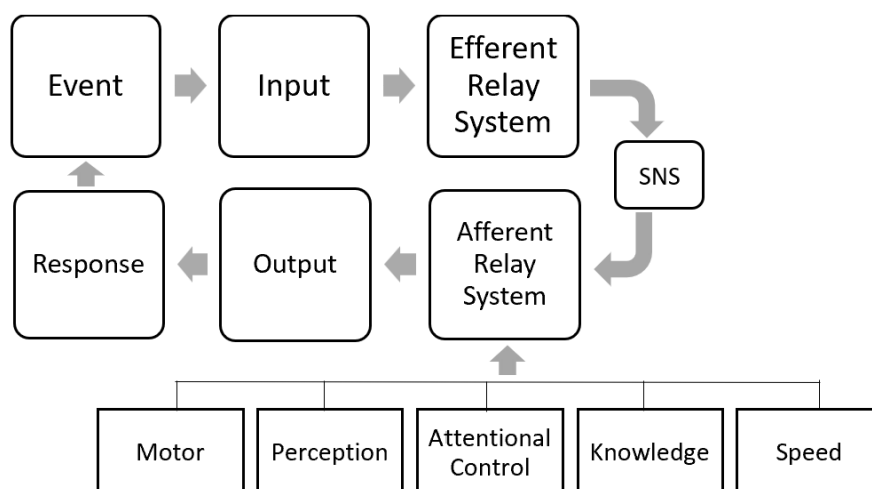 Event
Input
Efferent
Relay
System
SNS
Response
Output
Afferent
Relay
System
Motor
Perception
Attentional
Control
Knowledge
Speed